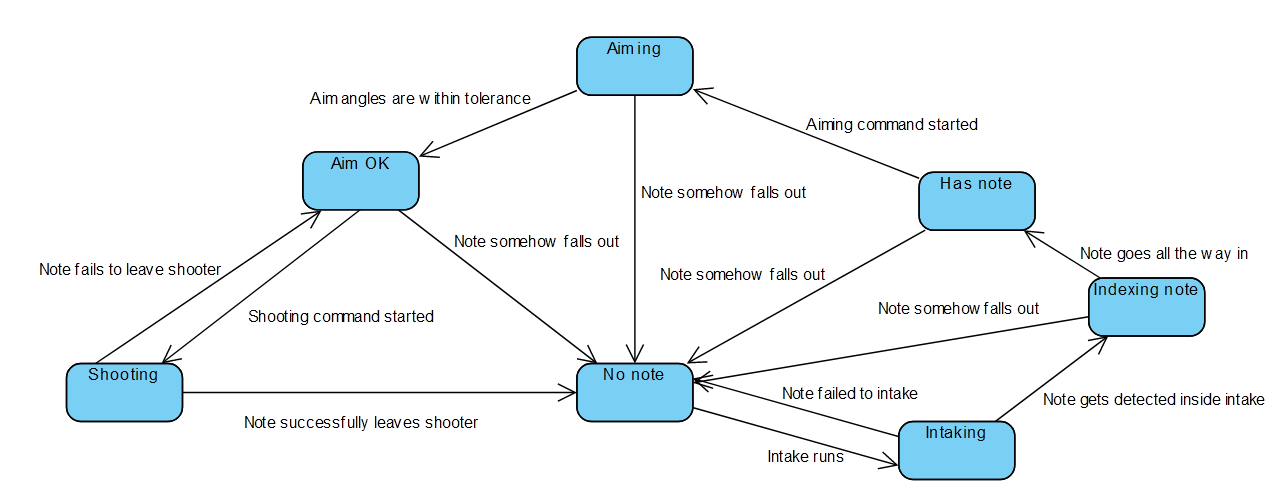 Aiming
Aim angles are within tolerance
Aiming command started
Aim OK
Has note
Note somehow falls out
Note somehow falls out
Note goes all the way in
Note fails to leave shooter
Note somehow falls out
Indexing note
Note somehow falls out
Shooting command started
Shooting
No note
Note failed to intake
Note gets detected inside intake
Note successfully leaves shooter
Intaking
Intake runs